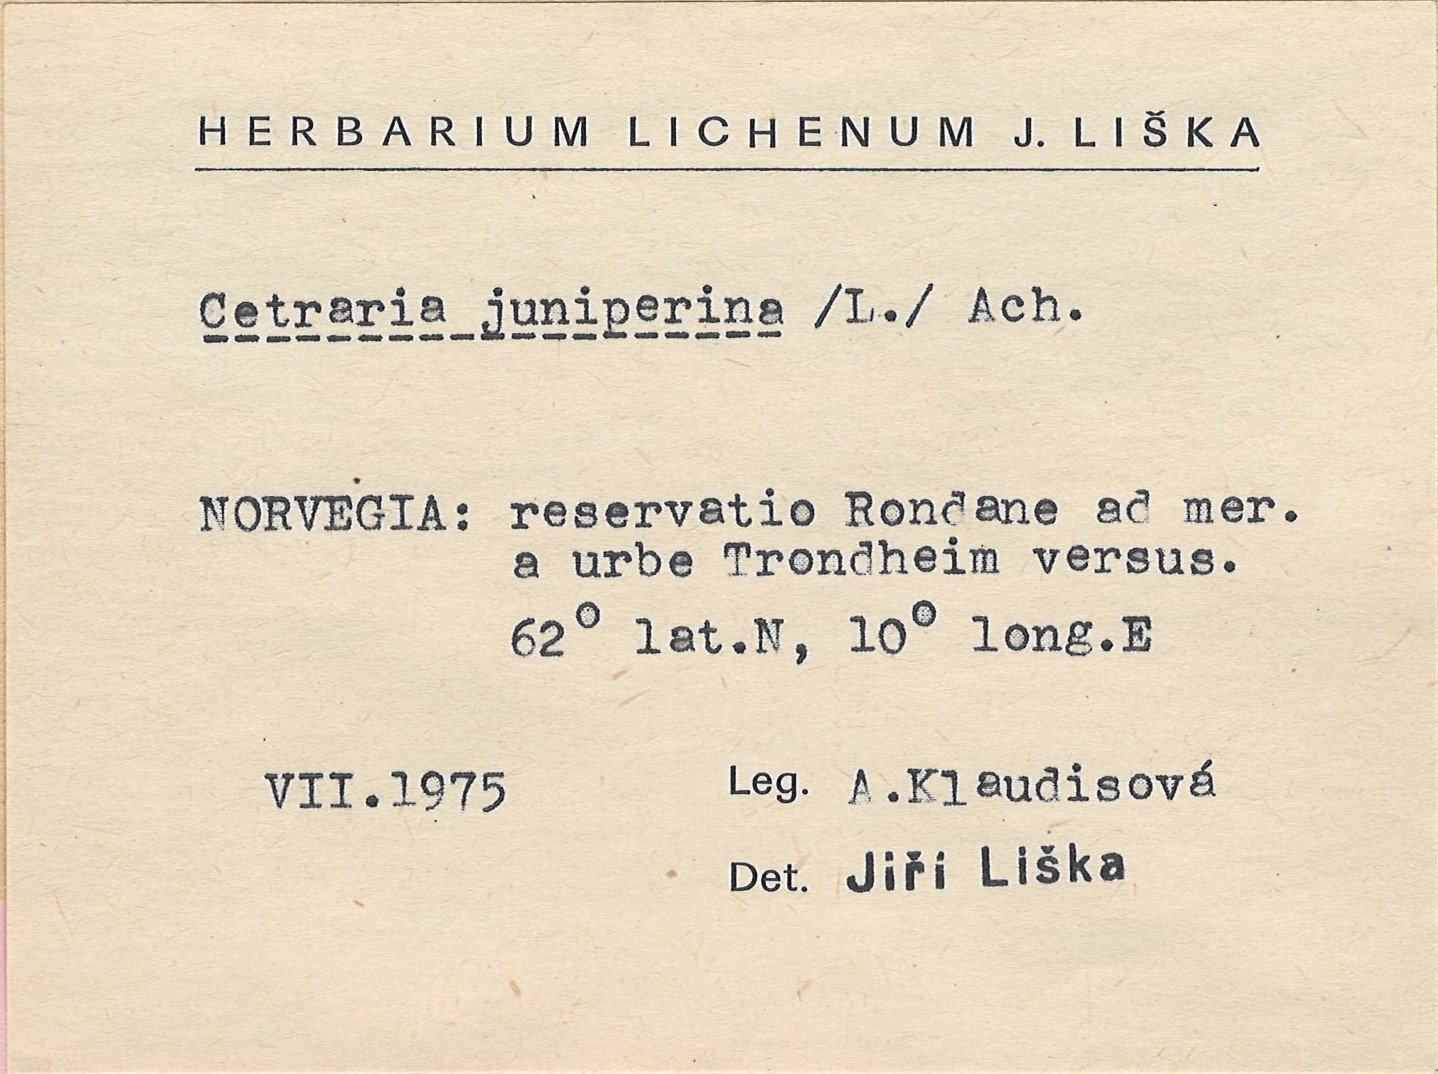 HERBARIUM LICHENUM J. LIŠKA
Cetraria juniperina /L./ Ach.
NORVEGIA: reservatio Rondane ad mer.
a urbe Trondheim versus.
62° lat.N, 10° long.E
VII.1975 Leg. A.Klaudisová
Det. Jiří Liška